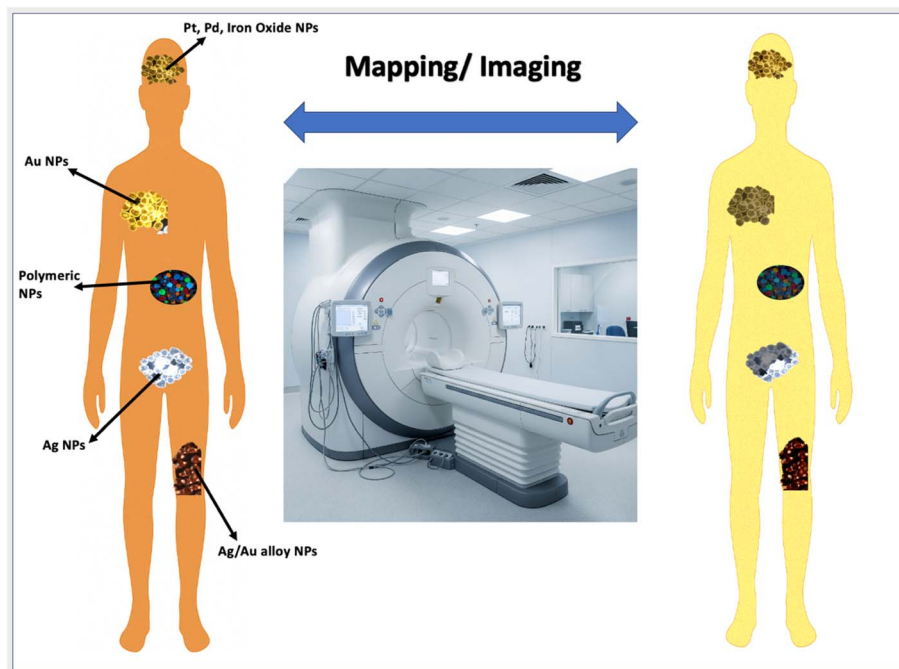 Pt, Pd, Iron Oxide NPs
Mapping/ Imaging
Au NPs
Polymeric
NPs
Ag NPs
Ag/Au alloy NPs